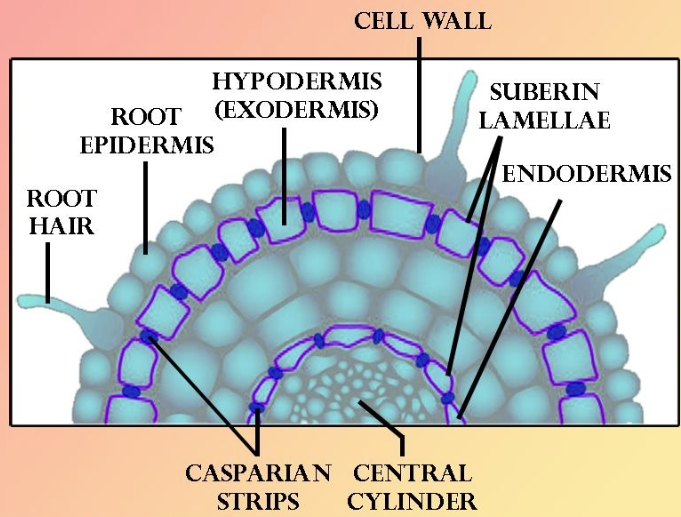 CELL WALL
HYPODERMIS
(EXODERMIS)
SUBERIN
LAMELLAE
ROOT
EPIDERMIS
ENDODERMIS
ROOT
HAIR
CASPARIAN
STRIPS
CENTRAL
CYLINDER